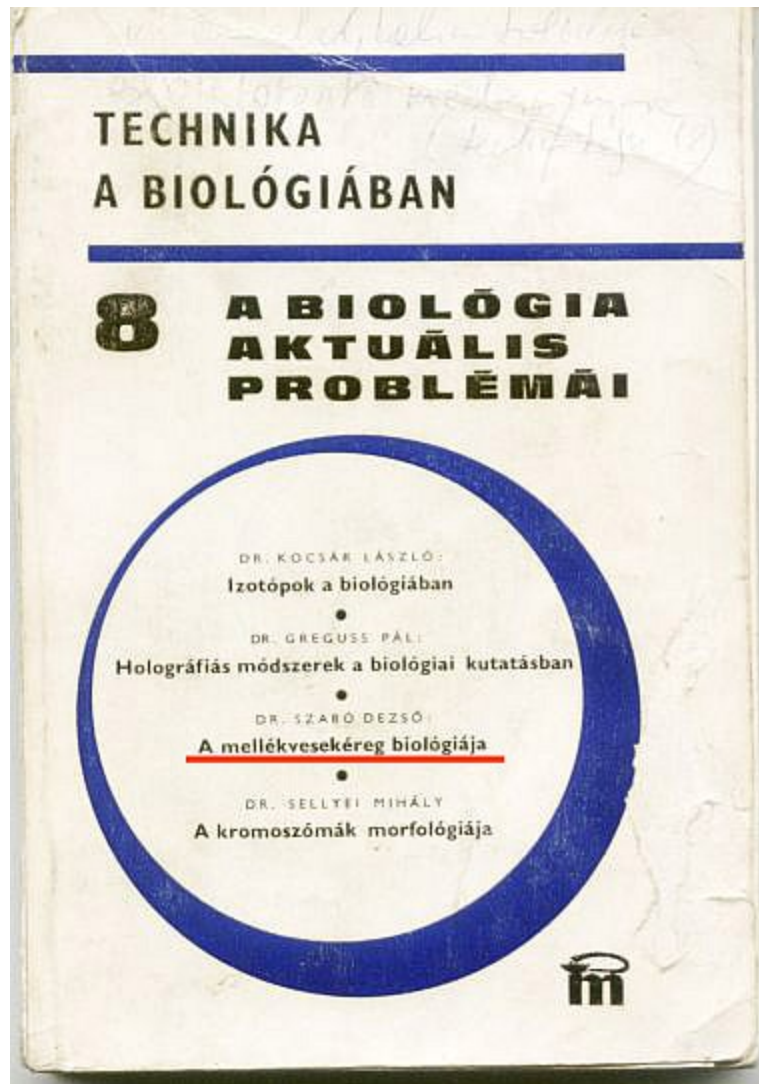 TECHNIKA
A BIOLÓGIÁBAN
8 A BIOLÓGIA
AKTUÁLIS
PROBLÉMÁI
DR. KOCSÁR LÁSZLÓ:
Izotópok a biológiában
•
DR. GREGUSS PÁL:
Holográfiás módszerek a biológiai kutatásban
•
DR. SZABÓ DEZSŐ:
A mellékvesekéreg biológiája
•
DR. SELLYEI MIHÁLY
A kromoszómák morfológiája
m